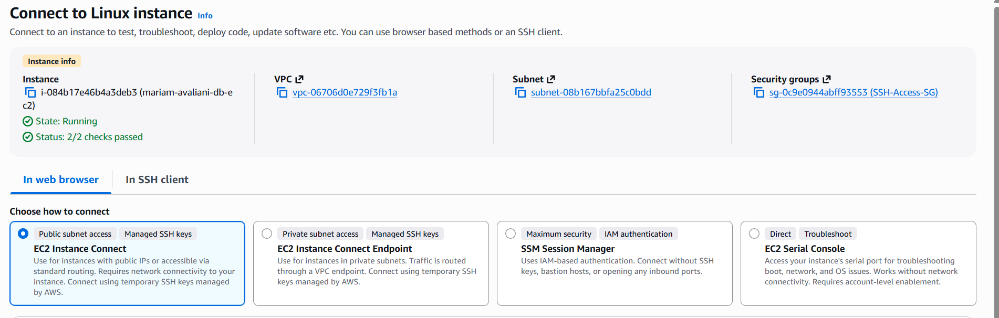 Connect to Linux instance Info
Connect to an instance to test, troubleshoot, deploy code, update software etc. You can use browser based methods or an SSH client.
Instance info
Instance
i-084b17e46b4a3deb3 (mariam-avaliani-db-e
c2)
State: Running
Status: 2/2 checks passed
VPC
vpc-06706d0e729f3fb1a
Subnet
subnet-08b167bbfa25c0bdd
Security groups
sg-0c9e0944abff93553 (SSH-Access-SG)
In web browser
In SSH client
Choose how to connect
Public subnet access Managed SSH keys
EC2 Instance Connect
Use for instances with public IPs or accessible via
standard routing. Requires network connectivity to your
instance. Connect using temporary SSH keys managed
by AWS.
Private subnet access Managed SSH keys
EC2 Instance Connect Endpoint
Use for instances in private subnets. Traffic is routed
through a VPC endpoint. Connect using temporary SSH
keys managed by AWS.
Maximum security IAM authentication
SSM Session Manager
Uses IAM-based authentication. Connect without SSH
keys, bastion hosts, or opening any inbound ports.
Direct Troubleshoot
EC2 Serial Console
Access your instance's serial port for troubleshooting
boot, network, and OS issues. Works without network
connectivity. Requires account-level enablement.